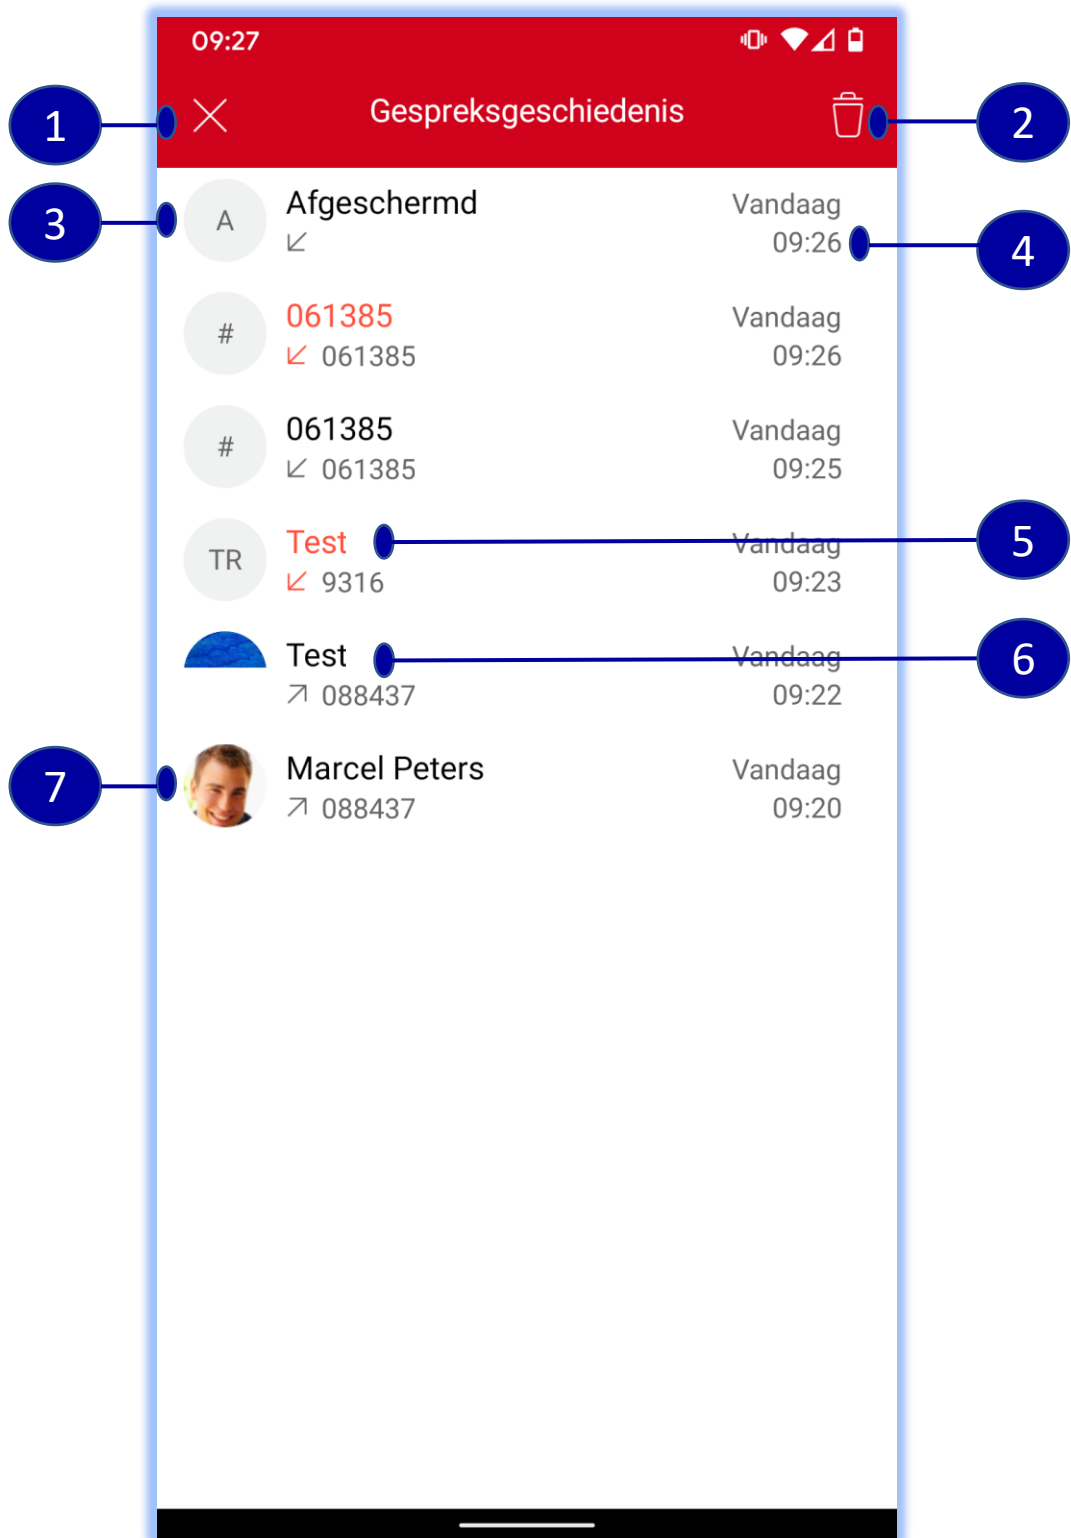 09:27
1
Gespreksgeschiedenis
2
3
A
Afgeschermd
Vandaag
09:26
4
#
061385
Vandaag
061385
09:26
#
061385
Vandaag
061385
09:25
TR
Test
Vandaag
5
9316
09:23
Test
Vandaag
6
088437
09:22
7
Marcel Peters
Vandaag
088437
09:20